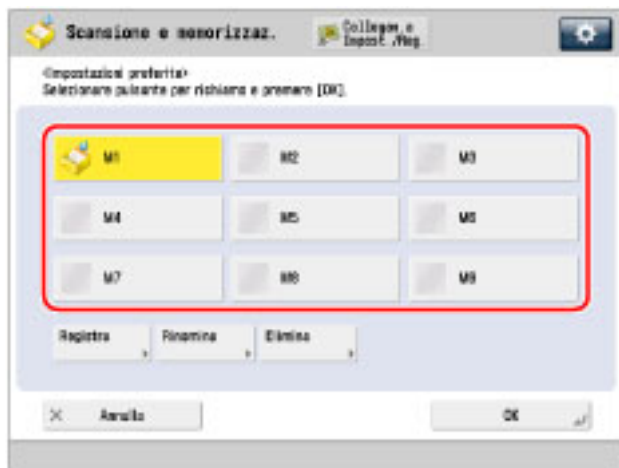 Scansione e memorizzaz.
Collegam. a
Impost./Reg.
<Impostazioni preferite>
Selezionare pulsante per richiamo e premere [OK].
M1
M2
M3
M4
M5
M6
M7
M8
M9
Registra
Rinomina
Elimina
Annulla
OK